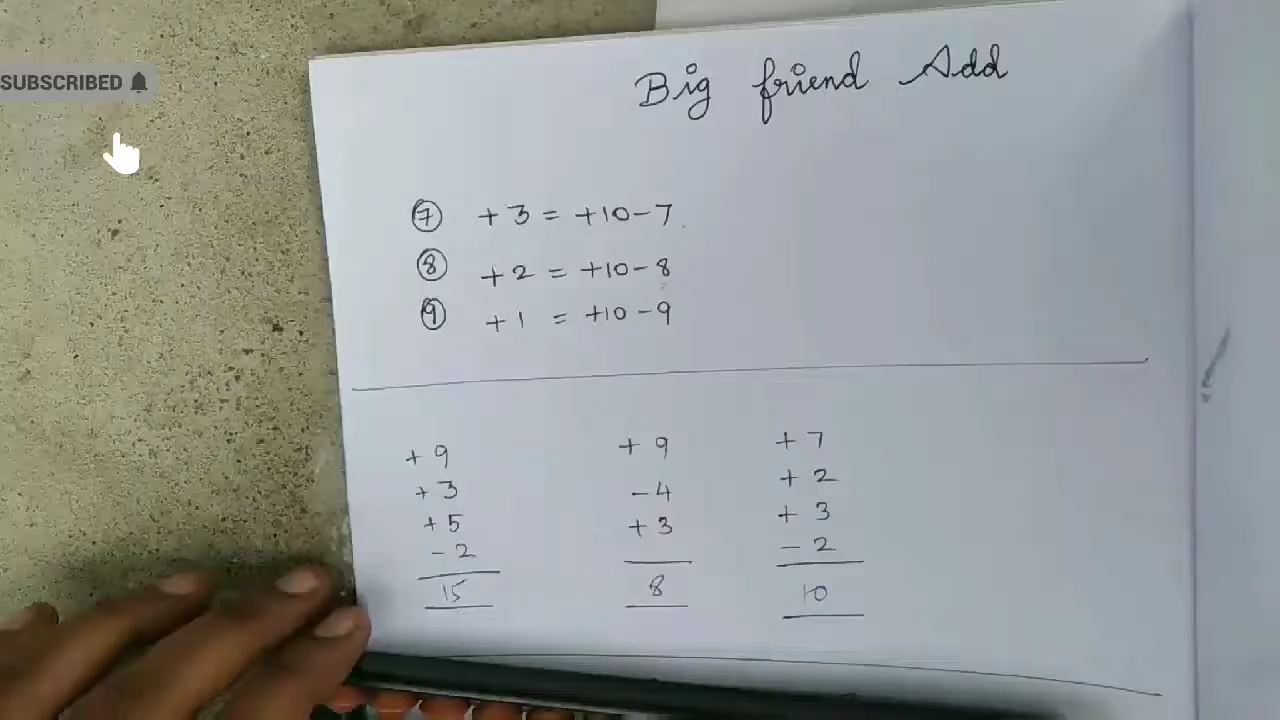 SUBSCRIBED
Big friend Add
7 +3 = +10-7
8 +2 = +10-8
9 +1 = +10-9
+9
+3
+5
-2
15
+9
-4
+3
8
+7
+2
+3
-2
10